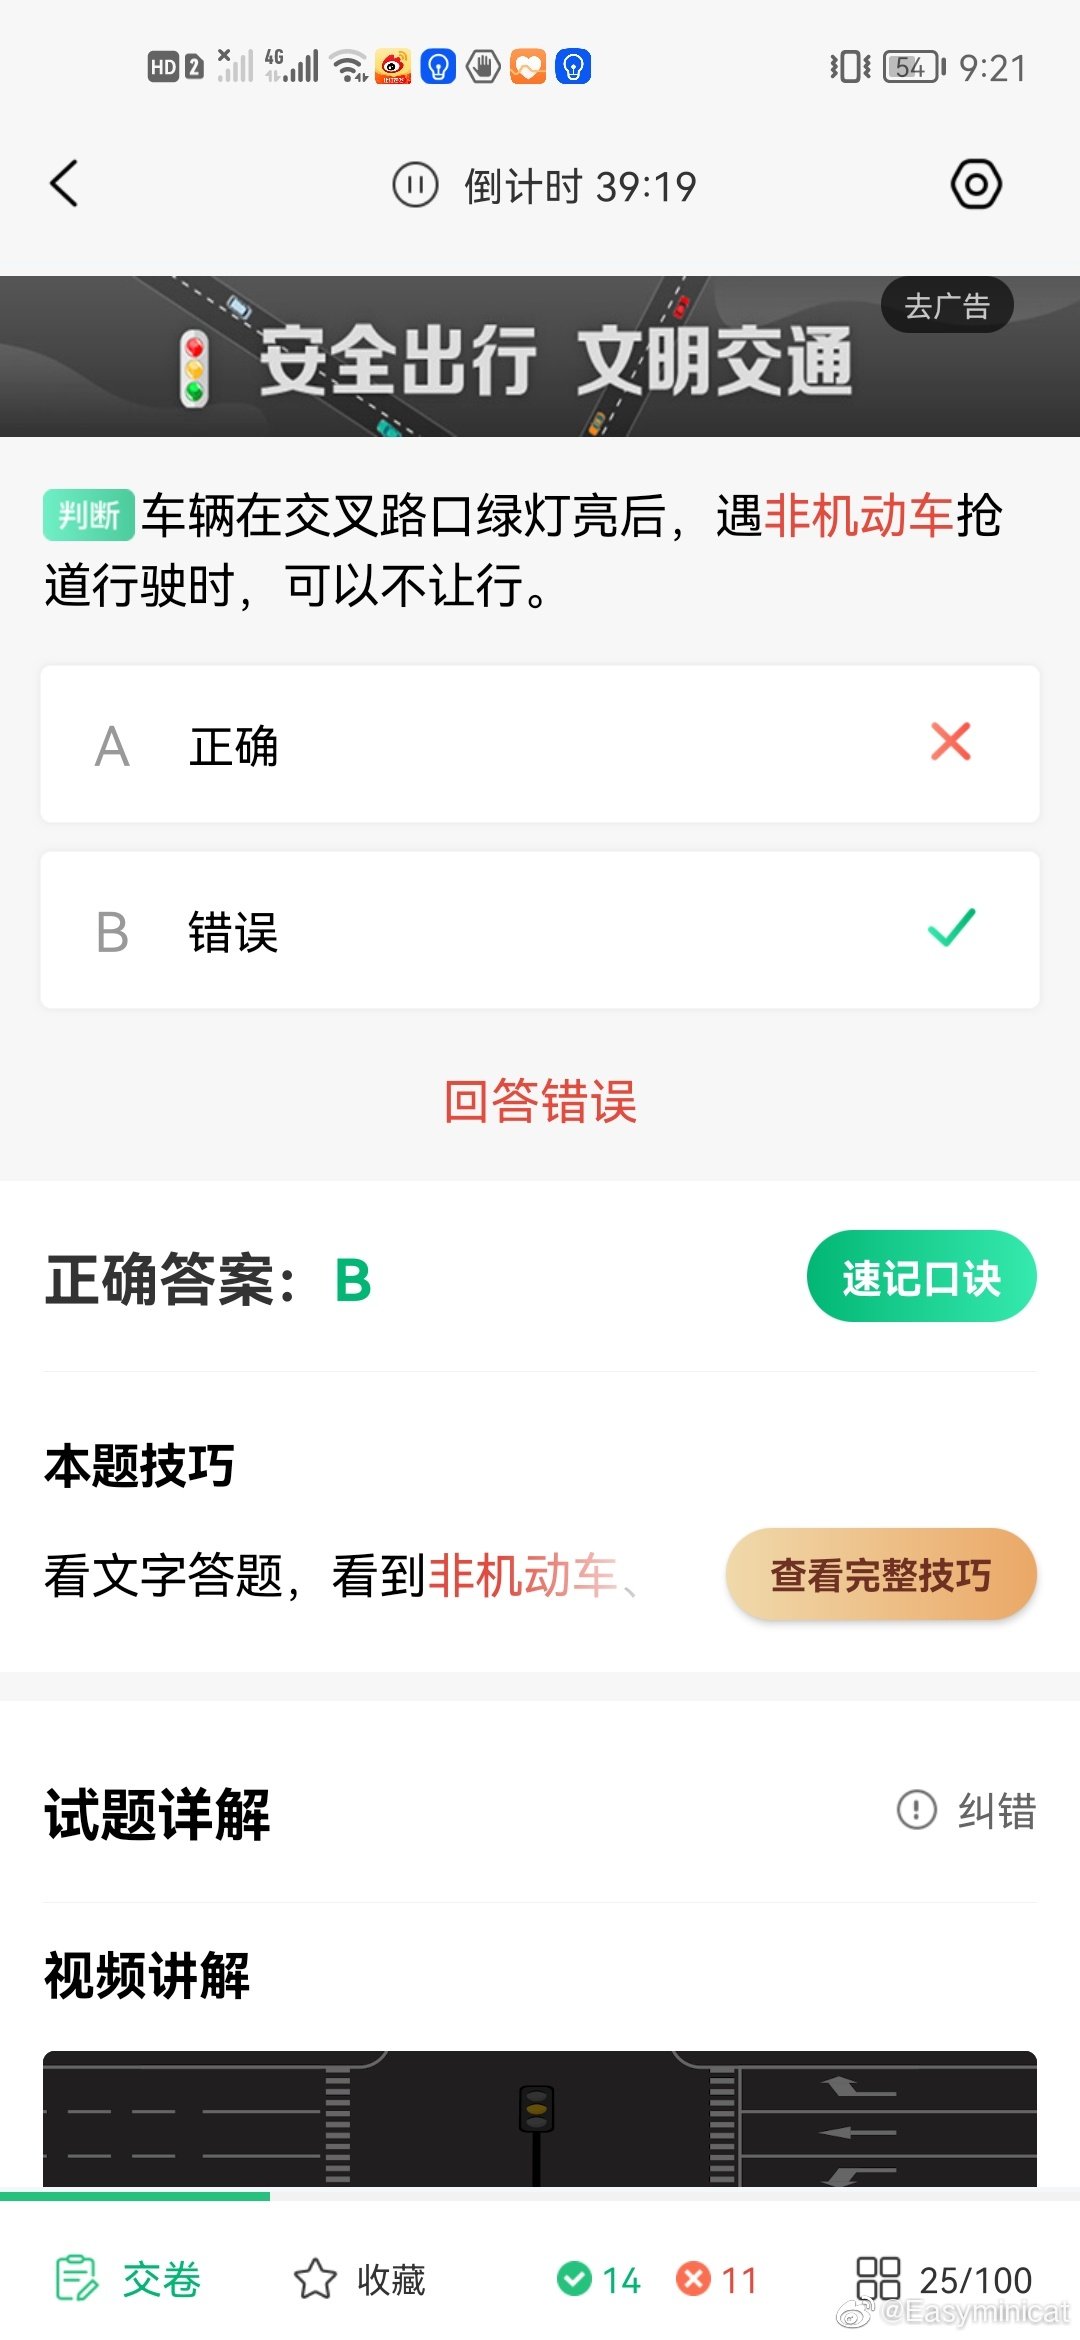 HD 2 4G 54 9:21
倒计时 39:19
去广告
安全出行 文明交通
判断 车辆在交叉路口绿灯亮后，遇非机动车抢
道行驶时，可以不让行。
A 正确
B 错误
回答错误
正确答案：B 速记口诀
本题技巧
看文字答题，看到非机动车、 查看完整技巧
试题详解 纠错
视频讲解
交卷 收藏 14 11 25/100
@Easyminicat